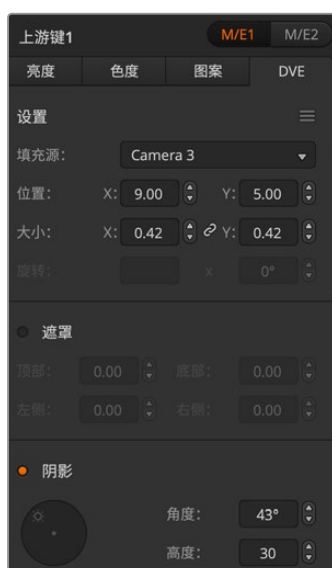 上游键1 M/E1 M/E2
亮度 色度 图案 DVE
设置
填充源： Camera 3
位置： X: 9.00 Y: 5.00
大小： X: 0.42 Y: 0.42
旋转： x 0°
遮罩
顶部： 0.00 底部： 0.00
左侧： 0.00 右侧： 0.00
阴影
角度： 43°
高度： 30